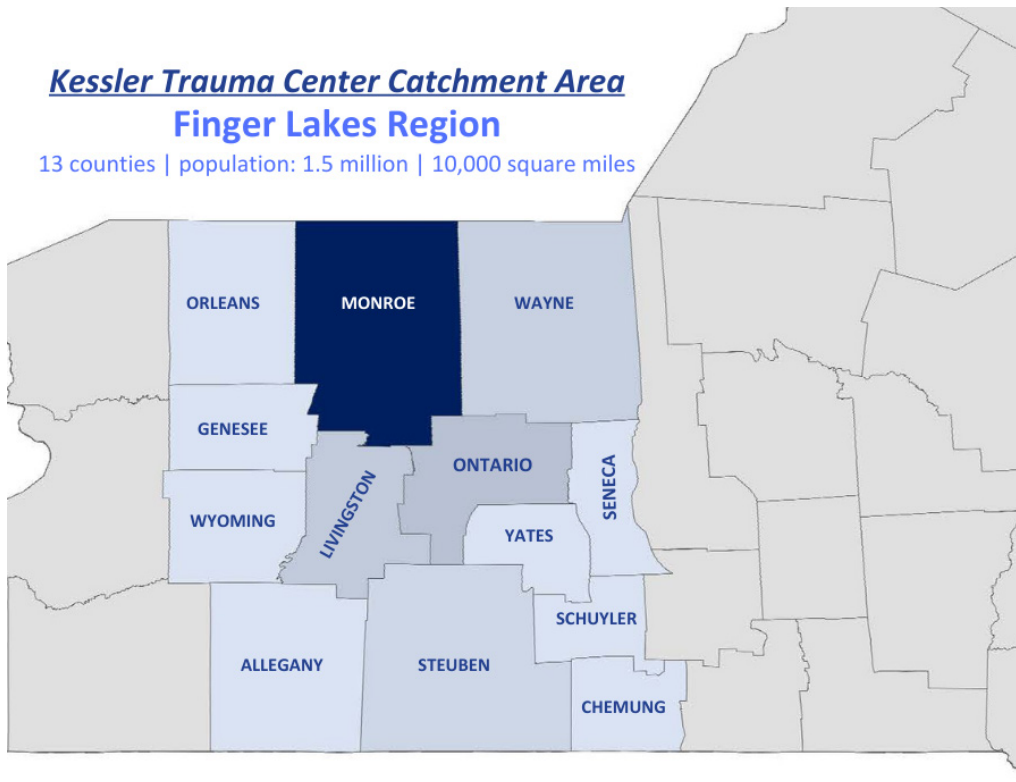 Kessler Trauma Center Catchment Area
Finger Lakes Region
13 counties | population: 1.5 million | 10,000 square miles
ORLEANS
MONROE
WAYNE
GENESEE
ONTARIO
SENECA
LIVINGSTON
WYOMING
YATES
SCHUYLER
ALLEGANY
STEUBEN
CHEMUNG